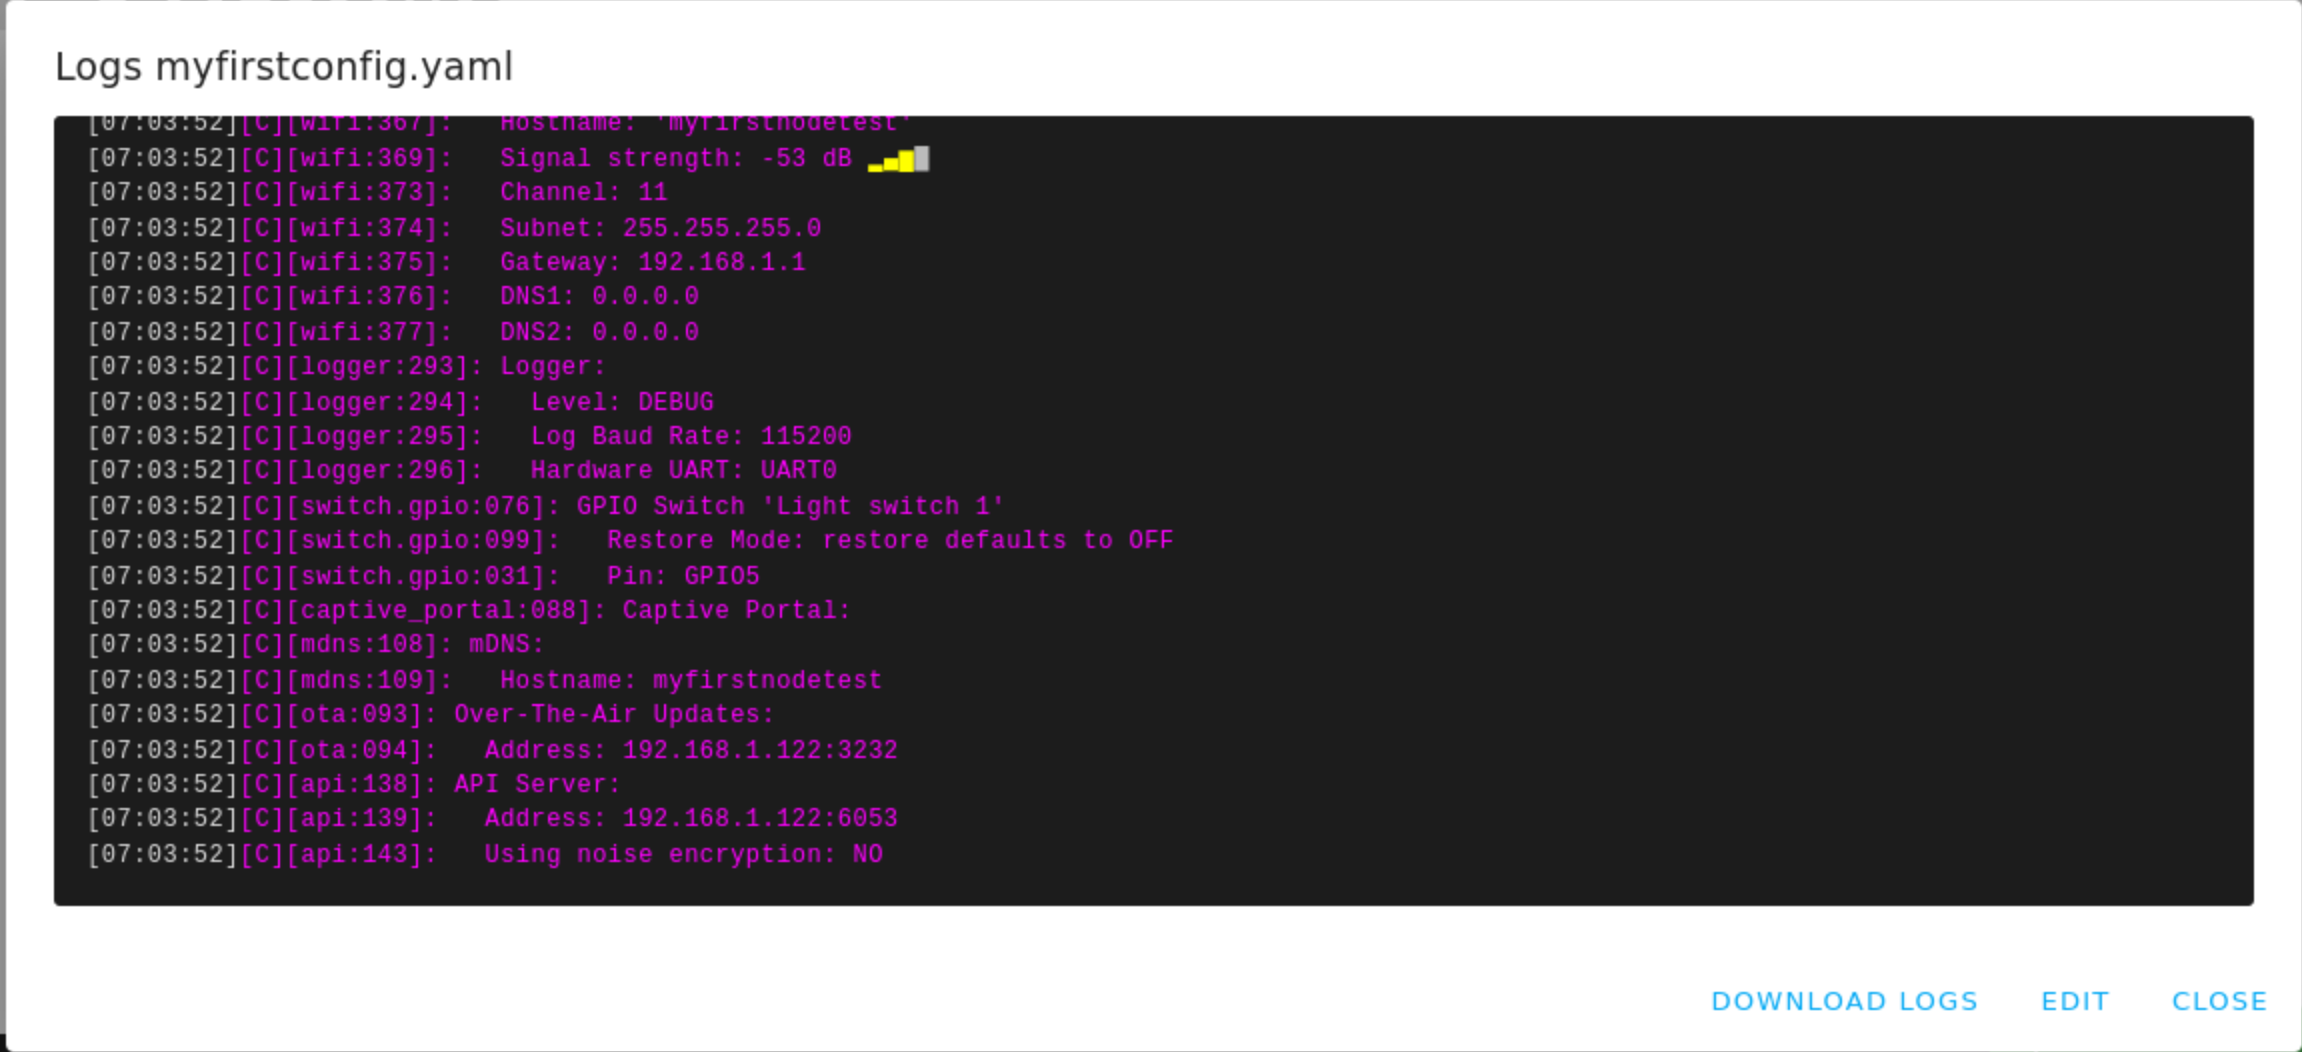 Logs myfirstconfig.yaml
[07:03:52][C][wifi:367]:   Hostname: 'myfirstnodetest'
[07:03:52][C][wifi:369]:   Signal strength: -53 dB ▂▄▆█
[07:03:52][C][wifi:373]:   Channel: 11
[07:03:52][C][wifi:374]:   Subnet: 255.255.255.0
[07:03:52][C][wifi:375]:   Gateway: 192.168.1.1
[07:03:52][C][wifi:376]:   DNS1: 0.0.0.0
[07:03:52][C][wifi:377]:   DNS2: 0.0.0.0
[07:03:52][C][logger:293]: Logger:
[07:03:52][C][logger:294]:   Level: DEBUG
[07:03:52][C][logger:295]:   Log Baud Rate: 115200
[07:03:52][C][logger:296]:   Hardware UART: UART0
[07:03:52][C][switch.gpio:076]: GPIO Switch 'Light switch 1'
[07:03:52][C][switch.gpio:099]:   Restore Mode: restore defaults to OFF
[07:03:52][C][switch.gpio:031]:   Pin: GPIO5
[07:03:52][C][captive_portal:088]: Captive Portal:
[07:03:52][C][mdns:108]: mDNS:
[07:03:52][C][mdns:109]:   Hostname: myfirstnodetest
[07:03:52][C][ota:093]: Over-The-Air Updates:
[07:03:52][C][ota:094]:   Address: 192.168.1.122:3232
[07:03:52][C][api:138]: API Server:
[07:03:52][C][api:139]:   Address: 192.168.1.122:6053
[07:03:52][C][api:143]:   Using noise encryption: NO
DOWNLOAD LOGS EDIT CLOSE